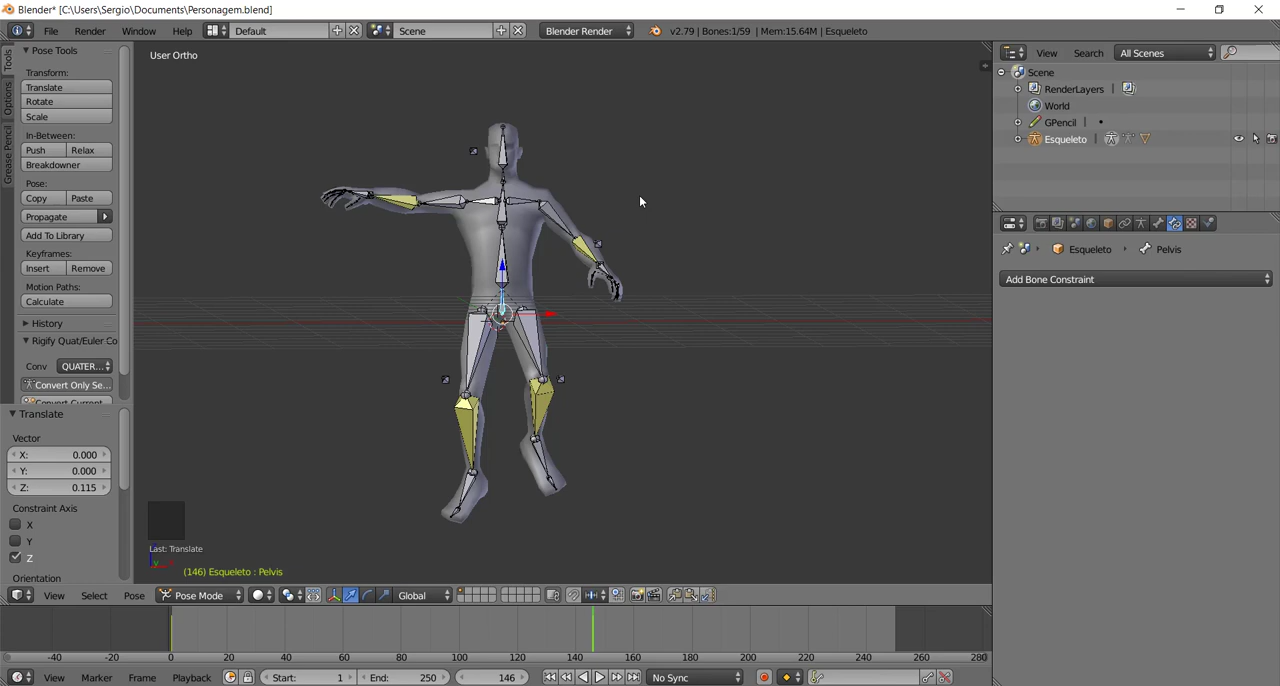 Blender* [C:\Users\Sergio\Documents\Personagem.blend]
File Render Window Help Default Scene Blender Render v2.79 | Bones:1/59 | Mem:15.64M | Esqueleto
Tools
Options
Grease Pencil
Pose Tools
Transform:
Translate
Rotate
Scale
In-Between:
Push Relax
Breakdowner
Pose:
Copy Paste
Propagate
Add To Library
Keyframes:
Insert Remove
Motion Paths:
Calculate
History
Rigify Quat/Euler Co
Conv QUATER...
Convert Only Se...
Convert Current
Translate
Vector
X: 0.000
Y: 0.000
Z: 0.115
Constraint Axis
X
Y
Z
Orientation
User Ortho
Last: Translate
(146) Esqueleto : Pelvis
View Select Pose Pose Mode Global
-40 -20 0 20 40 60 80 100 120 140 160 180 200 220 240 260 280
View Marker Frame Playback Start: 1 End: 250 146 No Sync
View Search All Scenes
Scene
RenderLayers |
World
GPencil |
Esqueleto |
Esqueleto Pelvis
Add Bone Constraint